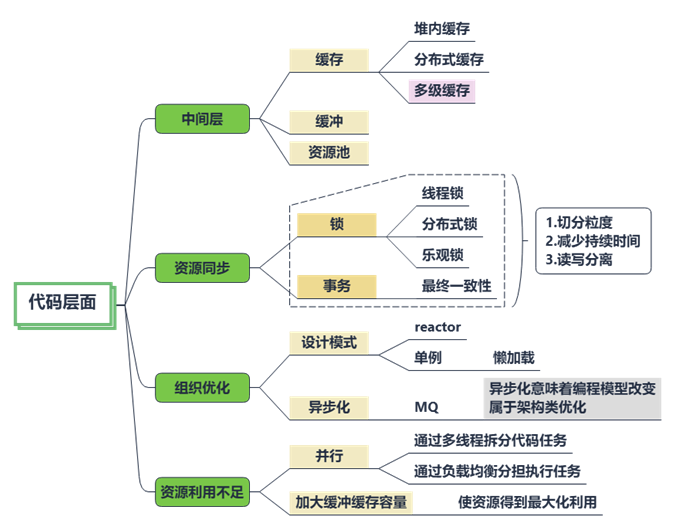 代码层面
中间层
缓存
堆内缓存
分布式缓存
多级缓存
缓冲
资源池
资源同步
锁
线程锁
分布式锁
乐观锁
事务
最终一致性
1.切分粒度
2.减少持续时间
3.读写分离
组织优化
设计模式
reactor
单例
懒加载
异步化
MQ
异步化意味着编程模型改变
属于架构类优化
资源利用不足
并行
通过多线程拆分代码任务
通过负载均衡分担执行任务
加大缓冲缓存容量
使资源得到最大化利用